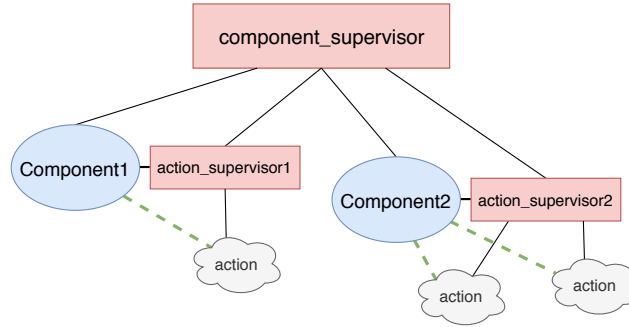 component_supervisor
Component1
action_supervisor1
Component2
action_supervisor2
action
action
action